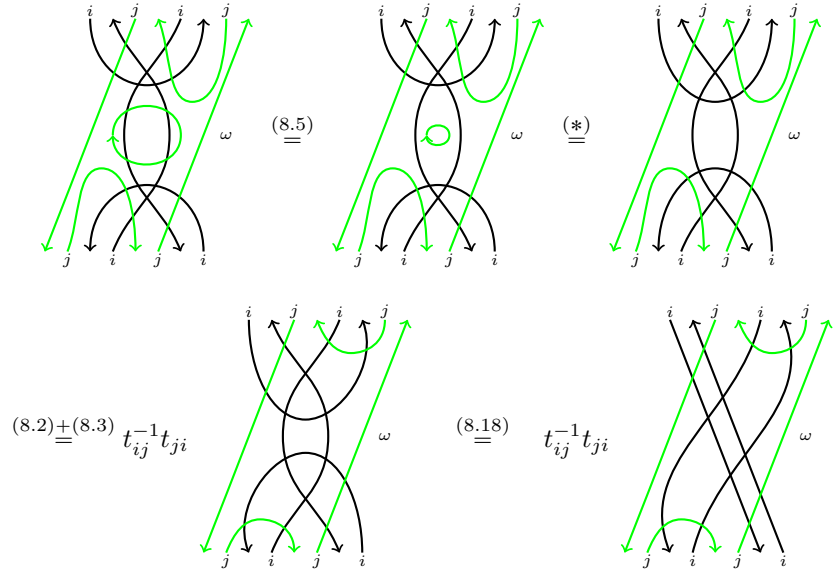 i j i j
i j i j
i j i j
ω (8.5) = ω (*) = ω
j i j i
j i j i
j i j i
i j i j
i j i j
(8.2)+(8.3) = t_{ij}^{-1} t_{ji} ω (8.18) = t_{ij}^{-1} t_{ji} ω
j i j i
j i j i